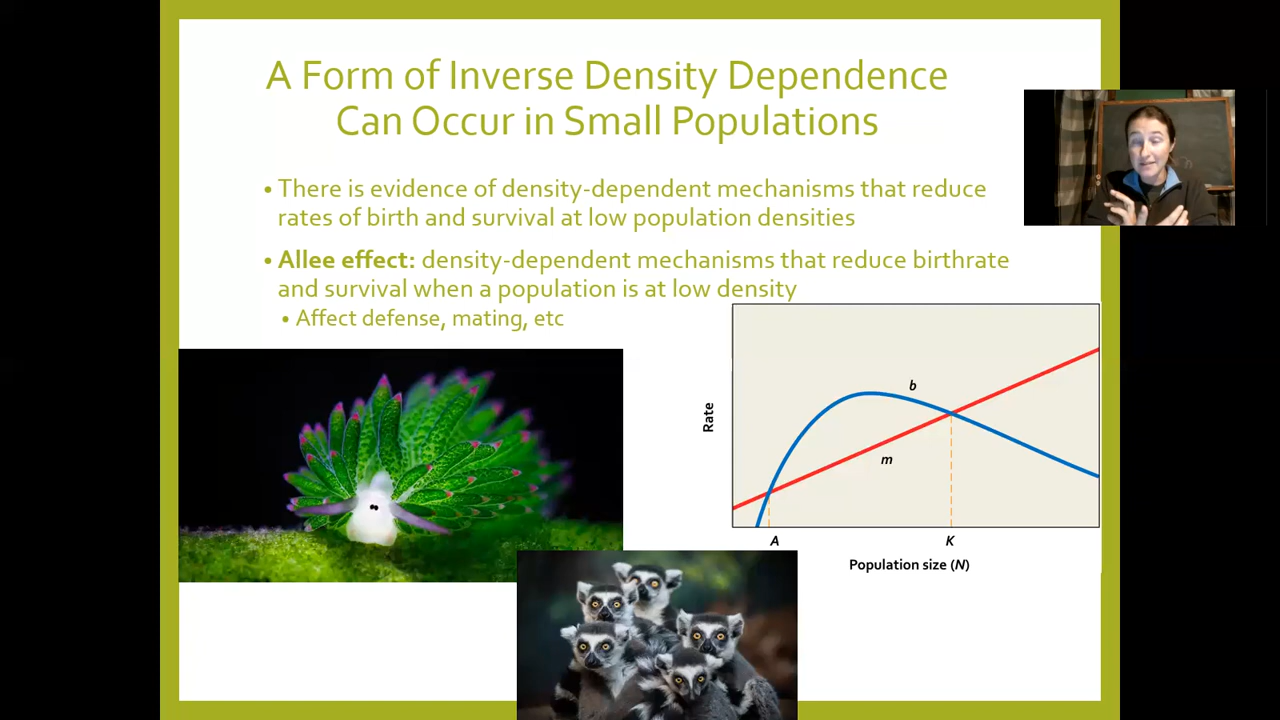 A Form of Inverse Density Dependence
Can Occur in Small Populations
• There is evidence of density-dependent mechanisms that reduce
rates of birth and survival at low population densities
• Allee effect: density-dependent mechanisms that reduce birthrate
and survival when a population is at low density
• Affect defense, mating, etc
Rate
b
m
A
K
Population size (N)